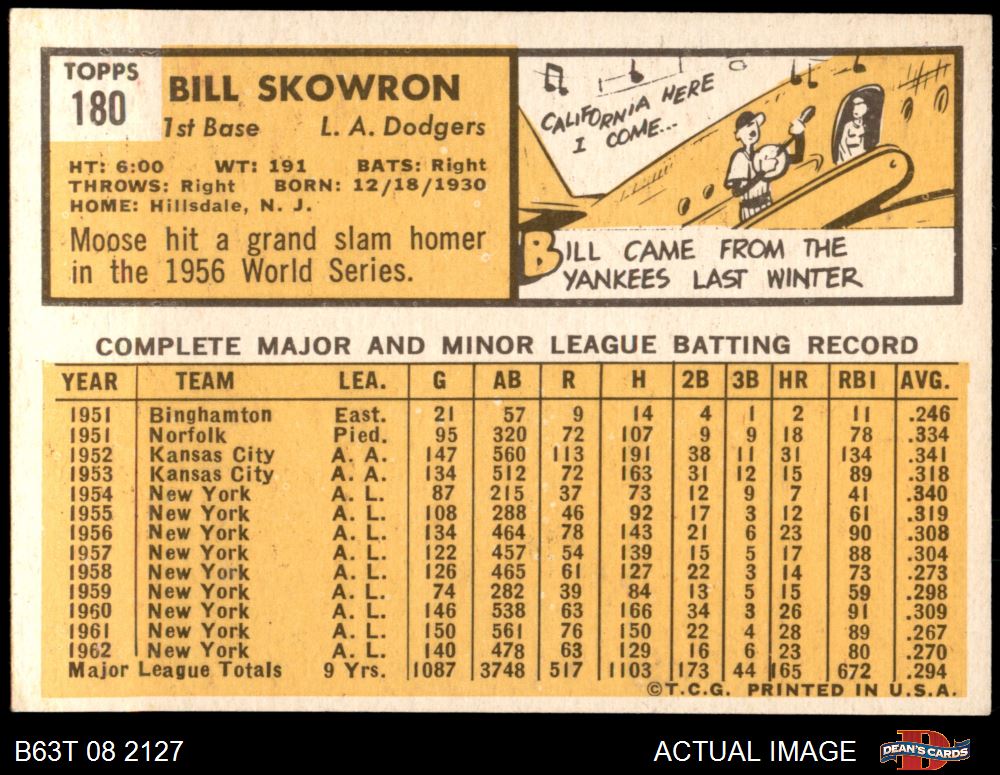 TOPPS
180
BILL SKOWRON
1st Base L. A. Dodgers
HT: 6:00 WT: 191 BATS: Right
THROWS: Right BORN: 12/18/1930
HOME: Hillsdale, N. J.
Moose hit a grand slam homer
in the 1956 World Series.
CALIFORNIA HERE
I COME...
BILL CAME FROM THE
YANKEES LAST WINTER
COMPLETE MAJOR AND MINOR LEAGUE BATTING RECORD
YEAR TEAM LEA. G AB R H 2B 3B HR RBI AVG.
1951 Binghamton East. 21 57 9 14 4 1 2 11 .246
1951 Norfolk Pied. 95 320 72 107 9 9 18 78 .334
1952 Kansas City A. A. 147 560 113 191 38 11 31 134 .341
1953 Kansas City A. A. 134 512 72 163 31 12 15 89 .318
1954 New York A. L. 87 215 37 73 12 9 7 41 .340
1955 New York A. L. 108 288 46 92 17 3 12 61 .319
1956 New York A. L. 134 464 78 143 21 6 23 90 .308
1957 New York A. L. 122 457 54 139 15 5 17 88 .304
1958 New York A. L. 126 465 61 127 22 3 14 73 .273
1959 New York A. L. 74 282 39 84 13 5 15 59 .298
1960 New York A. L. 146 538 63 166 34 3 26 91 .309
1961 New York A. L. 150 561 76 150 22 4 28 89 .267
1962 New York A. L. 140 478 63 129 16 6 23 80 .270
Major League Totals 9 Yrs. 1087 3748 517 1103 173 44 165 672 .294
©T.C.G. PRINTED IN U.S.A.
B63T 08 2127 ACTUAL IMAGE DEAN'S CARDS